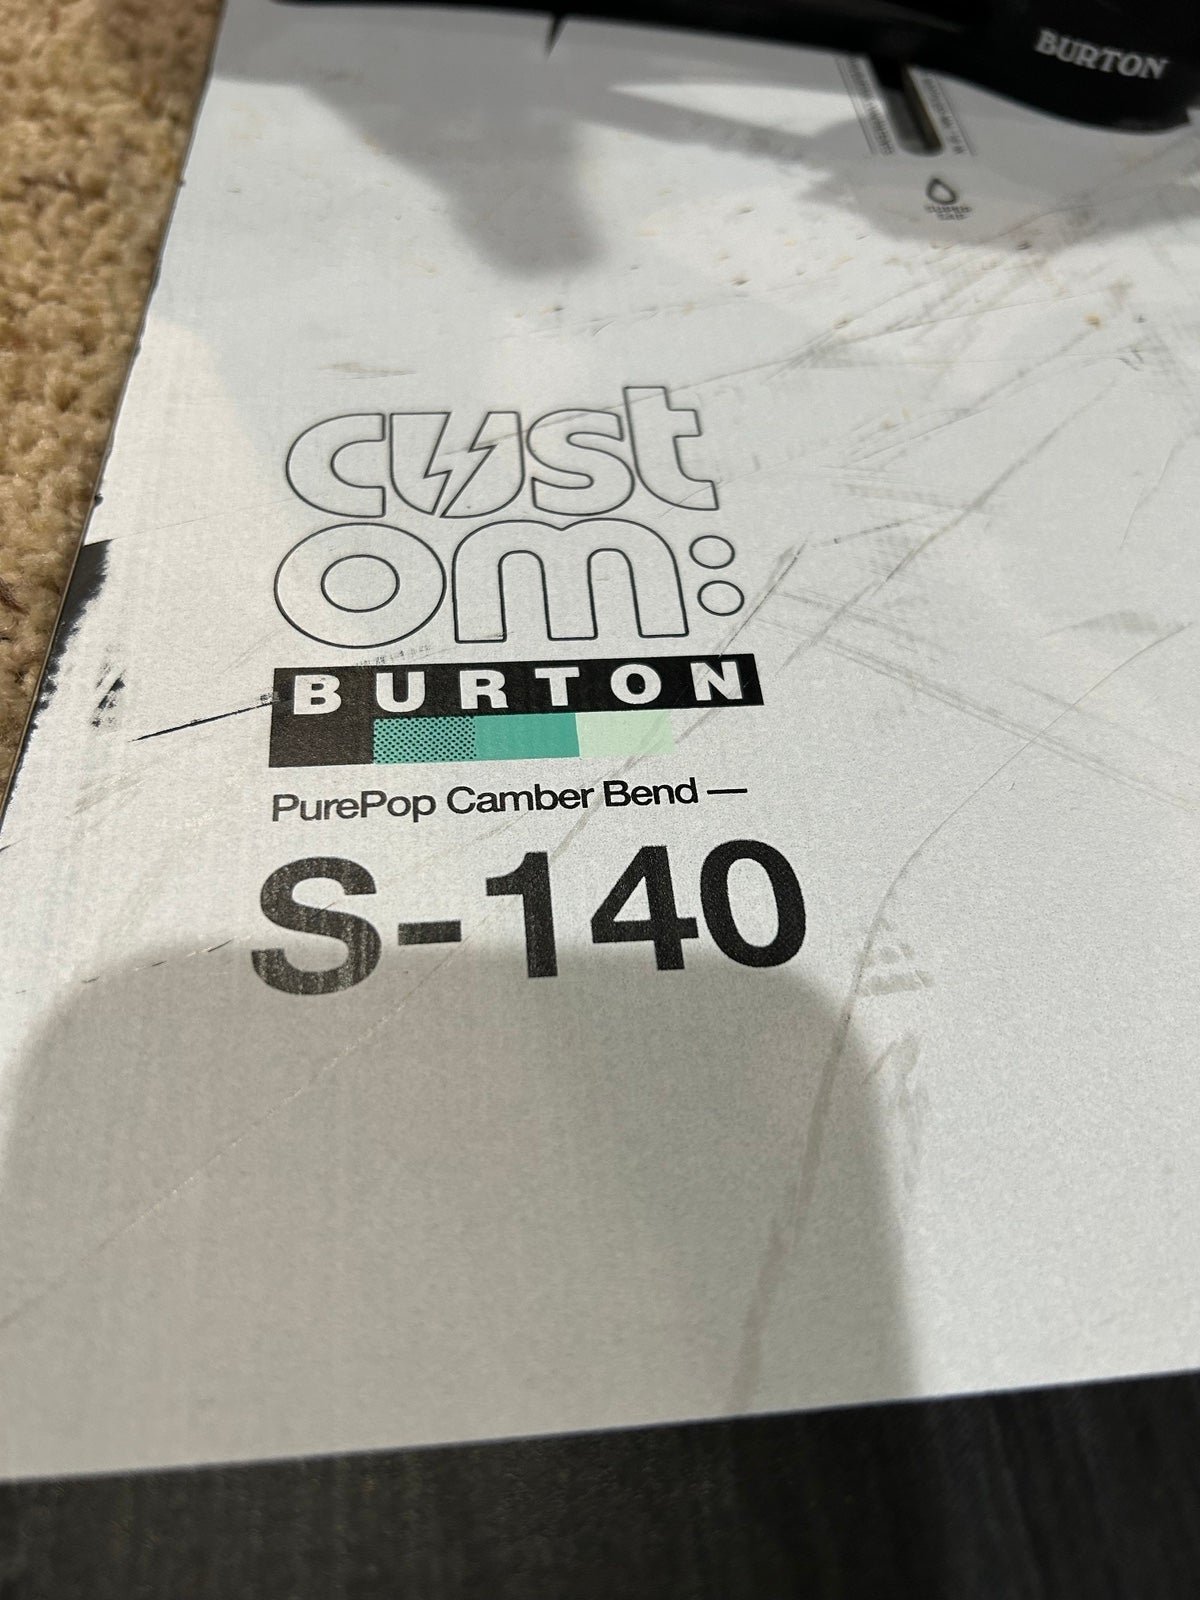 BURTON
cust
om:
BURTON
PurePop Camber Bend —
S-140